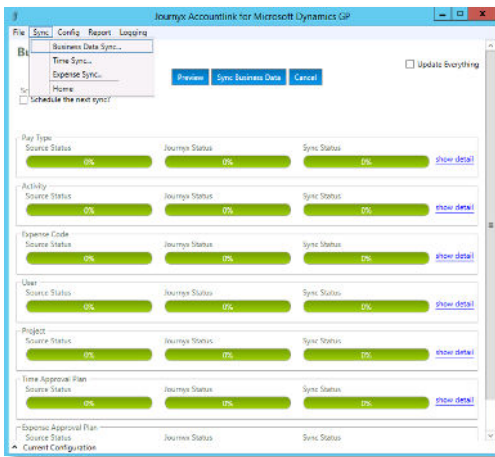 Journyx Accountlink for Microsoft Dynamics GP
File Sync Config Report Logging
Business Data Sync...
Time Sync...
Expense Sync...
Home
Update Everything
Preview Sync Business Data Cancel
Schedule the next sync?
Pay Type
Source Status Journyx Status Sync Status
0% 0% 0% show detail
Activity
Source Status Journyx Status Sync Status
0% 0% 0% show detail
Expense Code
Source Status Journyx Status Sync Status
0% 0% 0% show detail
User
Source Status Journyx Status Sync Status
0% 0% 0% show detail
Project
Source Status Journyx Status Sync Status
0% 0% 0% show detail
Time Approval Plan
Source Status Journyx Status Sync Status
0% 0% 0% show detail
Expense Approval Plan
Source Status Journyx Status Sync Status
Current Configuration